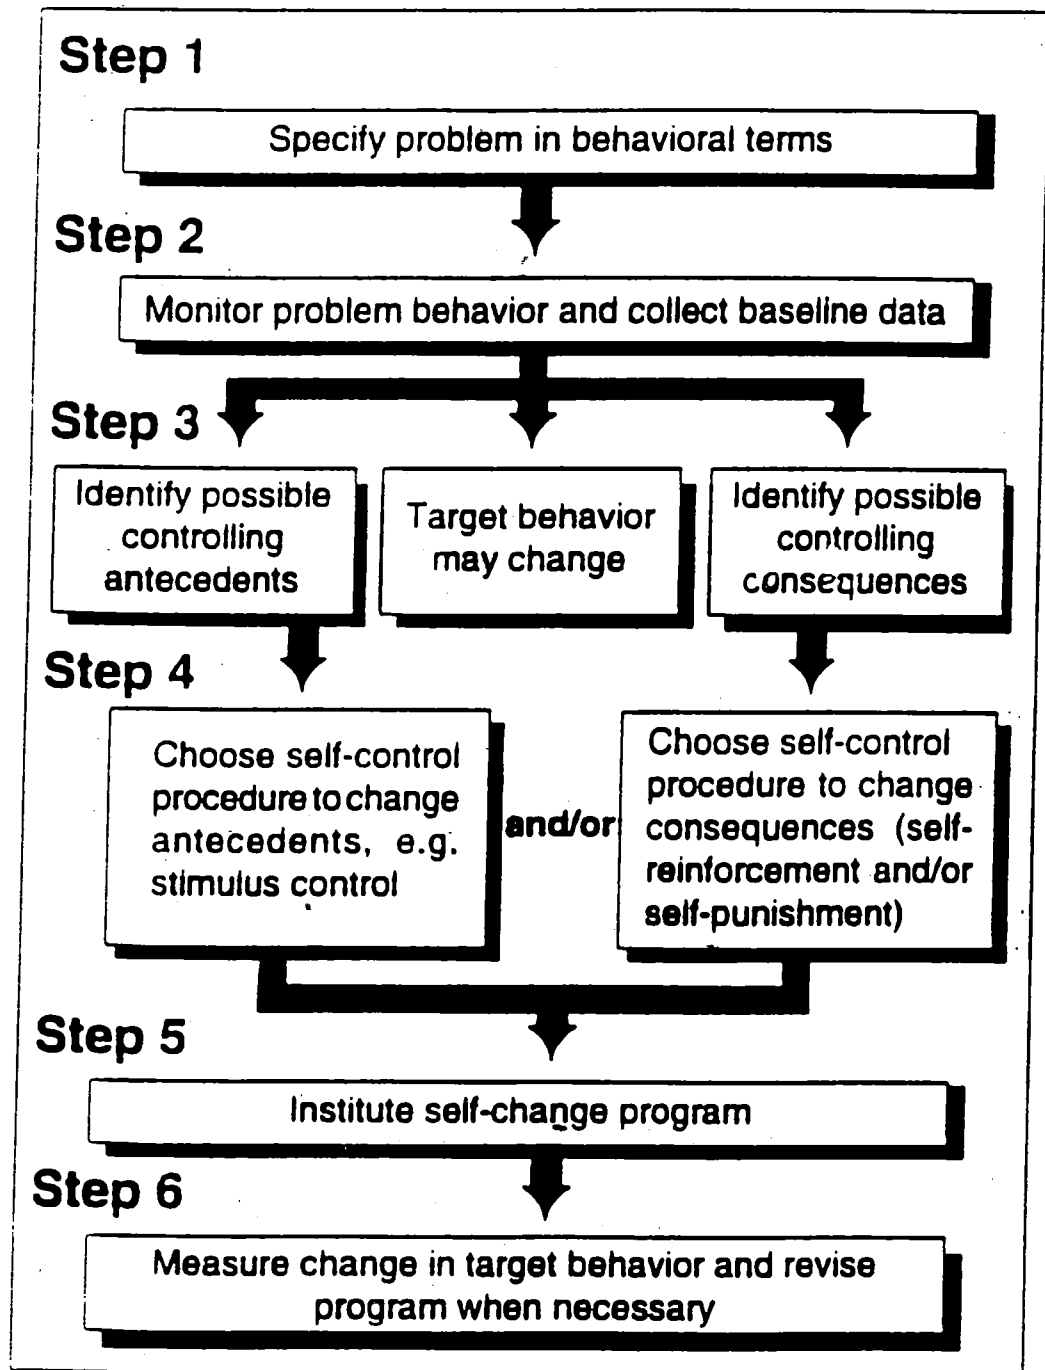 Step 1
Specify problem in behavioral terms
Step 2
Monitor problem behavior and collect baseline data
Step 3
Identify possible
controlling
antecedents
Target behavior
may change
Identify possible
controlling
consequences
Step 4
Choose self-control
procedure to change
antecedents, e.g.
stimulus control
and/or
Choose self-control
procedure to change
consequences (self-
reinforcement and/or
self-punishment)
Step 5
Institute self-change program
Step 6
Measure change in target behavior and revise
program when necessary